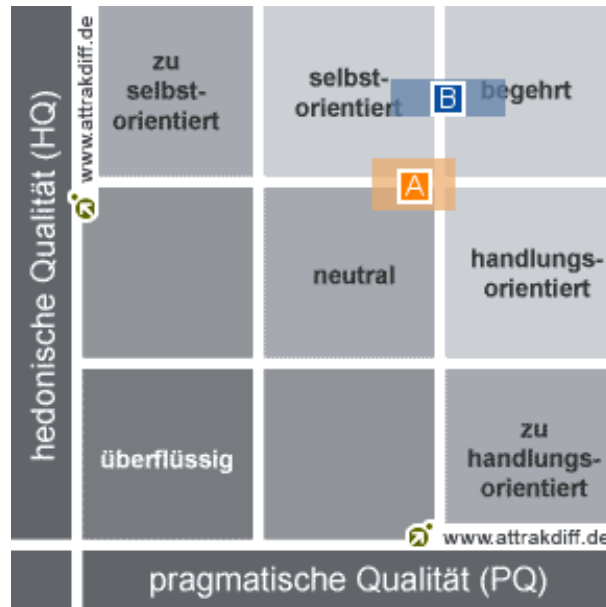 hedonische Qualität (HQ)
www.attrakdiff.de
zu
selbst-
orientiert
selbst-
orientiert
B
begehrt
A
neutral
handlungs-
orientiert
überflüssig
zu
handlungs-
orientiert
www.attrakdiff.de
pragmatische Qualität (PQ)